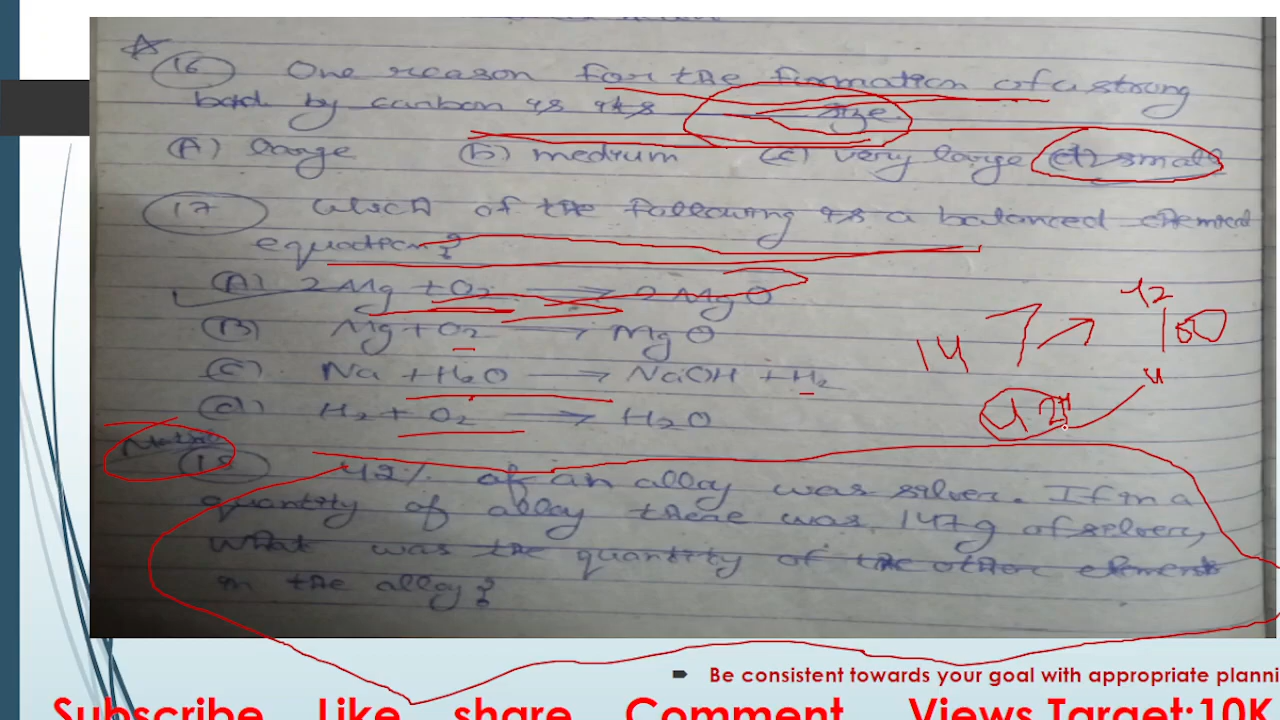 16 One reason for the formation of a strong
bond by carbon is its size.
(A) large (b) medium (c) very large (d) small
17 Which of the following is a balanced chemical
equation?
(A) 2Mg + O2 → 2MgO
(B) Mg + O2 → MgO
(C) Na + H2O → NaOH + H2
(d) H2 + O2 → H2O
147 → 42 100
42
Maths
18 42% of an alloy was silver. If in a
quantity of alloy there was 147g of silver,
what was the quantity of the other elements
in the alloy?
Be consistent towards your goal with appropriate planni
Subscribe Like share Comment Views Target:10K